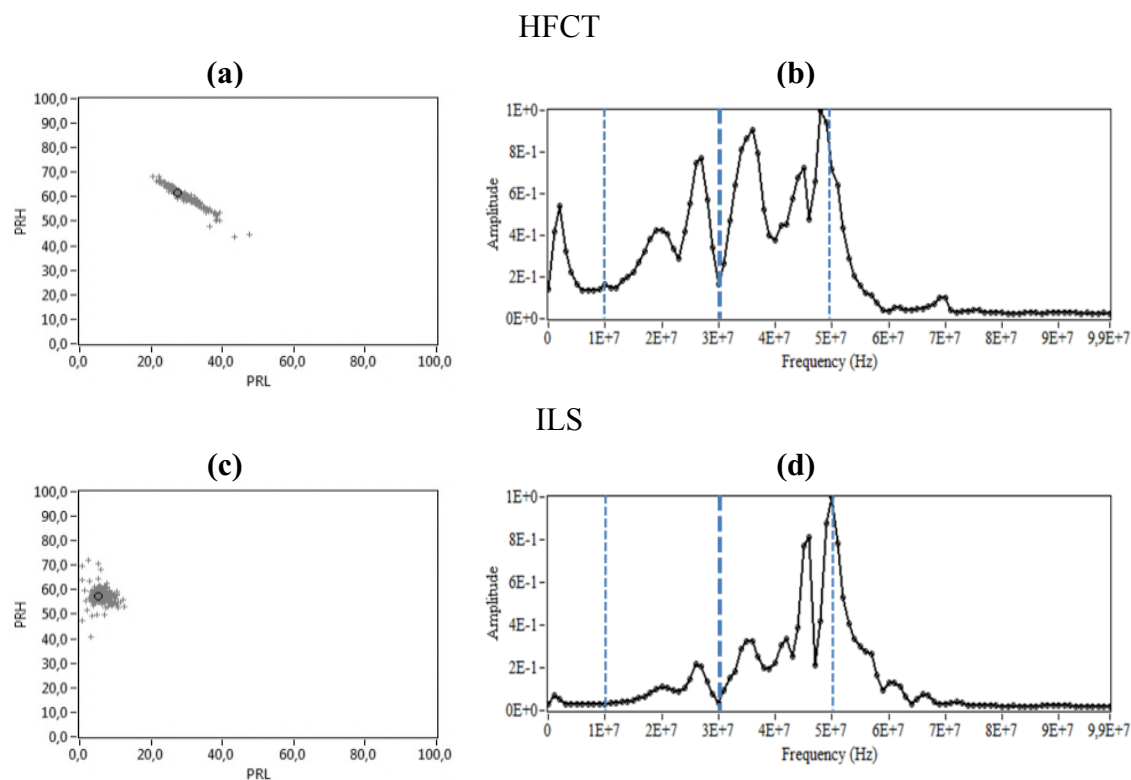 HFCT
(a)
(b)
100,0
90,0
80,0
70,0
60,0
50,0
40,0
30,0
20,0
10,0
0,0
PRH
0,0 20,0 40,0 60,0 80,0 100,0
PRL
1E+0
8E-1
6E-1
4E-1
2E-1
0E+0
Amplitude
0 1E+7 2E+7 3E+7 4E+7 5E+7 6E+7 7E+7 8E+7 9,9E+7
Frequency (Hz)
ILS
(c)
(d)
100,0
90,0
80,0
70,0
60,0
50,0
40,0
30,0
20,0
10,0
0,0
PRH
0,0 20,0 40,0 60,0 80,0 100,0
PRL
1E+0
8E-1
6E-1
4E-1
2E-1
0E+0
Amplitude
0 1E+7 2E+7 3E+7 4E+7 5E+7 6E+7 7E+7 8E+7 9,9E+7
Frequency (Hz)